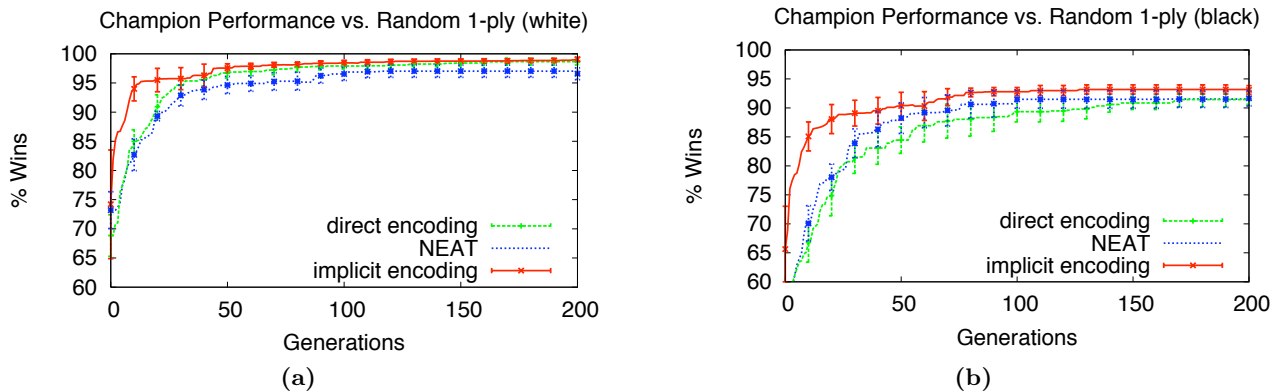 Champion Performance vs. Random 1-ply (white)
100
95
90
85
80
75
70
65
60
% Wins
direct encoding
NEAT
implicit encoding
0 50 100 150 200
Generations
(a)
Champion Performance vs. Random 1-ply (black)
100
95
90
85
80
75
70
65
60
% Wins
direct encoding
NEAT
implicit encoding
0 50 100 150 200
Generations
(b)